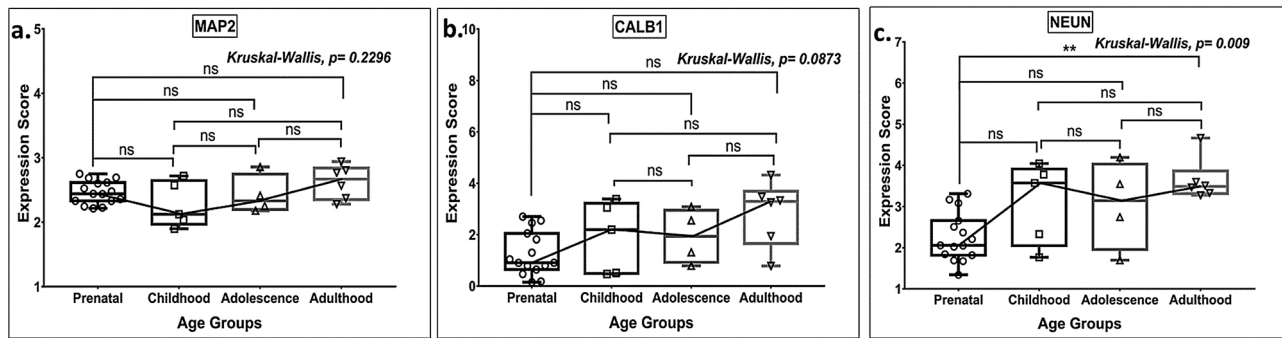 a.
MAP2
Kruskal-Wallis, p= 0.2296
ns
ns
ns
ns
ns
ns
Expression Score
5
4
3
2
1
Prenatal Childhood Adolescence Adulthood
Age Groups
b.
CALB1
Kruskal-Wallis, p= 0.0873
ns
ns
ns
ns
ns
ns
Expression Score
10
8
6
4
2
0
Prenatal Childhood Adolescence Adulthood
Age Groups
c.
NEUN
Kruskal-Wallis, p= 0.009
**
ns
ns
ns
ns
ns
Expression Score
7
6
5
4
3
2
1
Prenatal Childhood Adolescence Adulthood
Age Groups